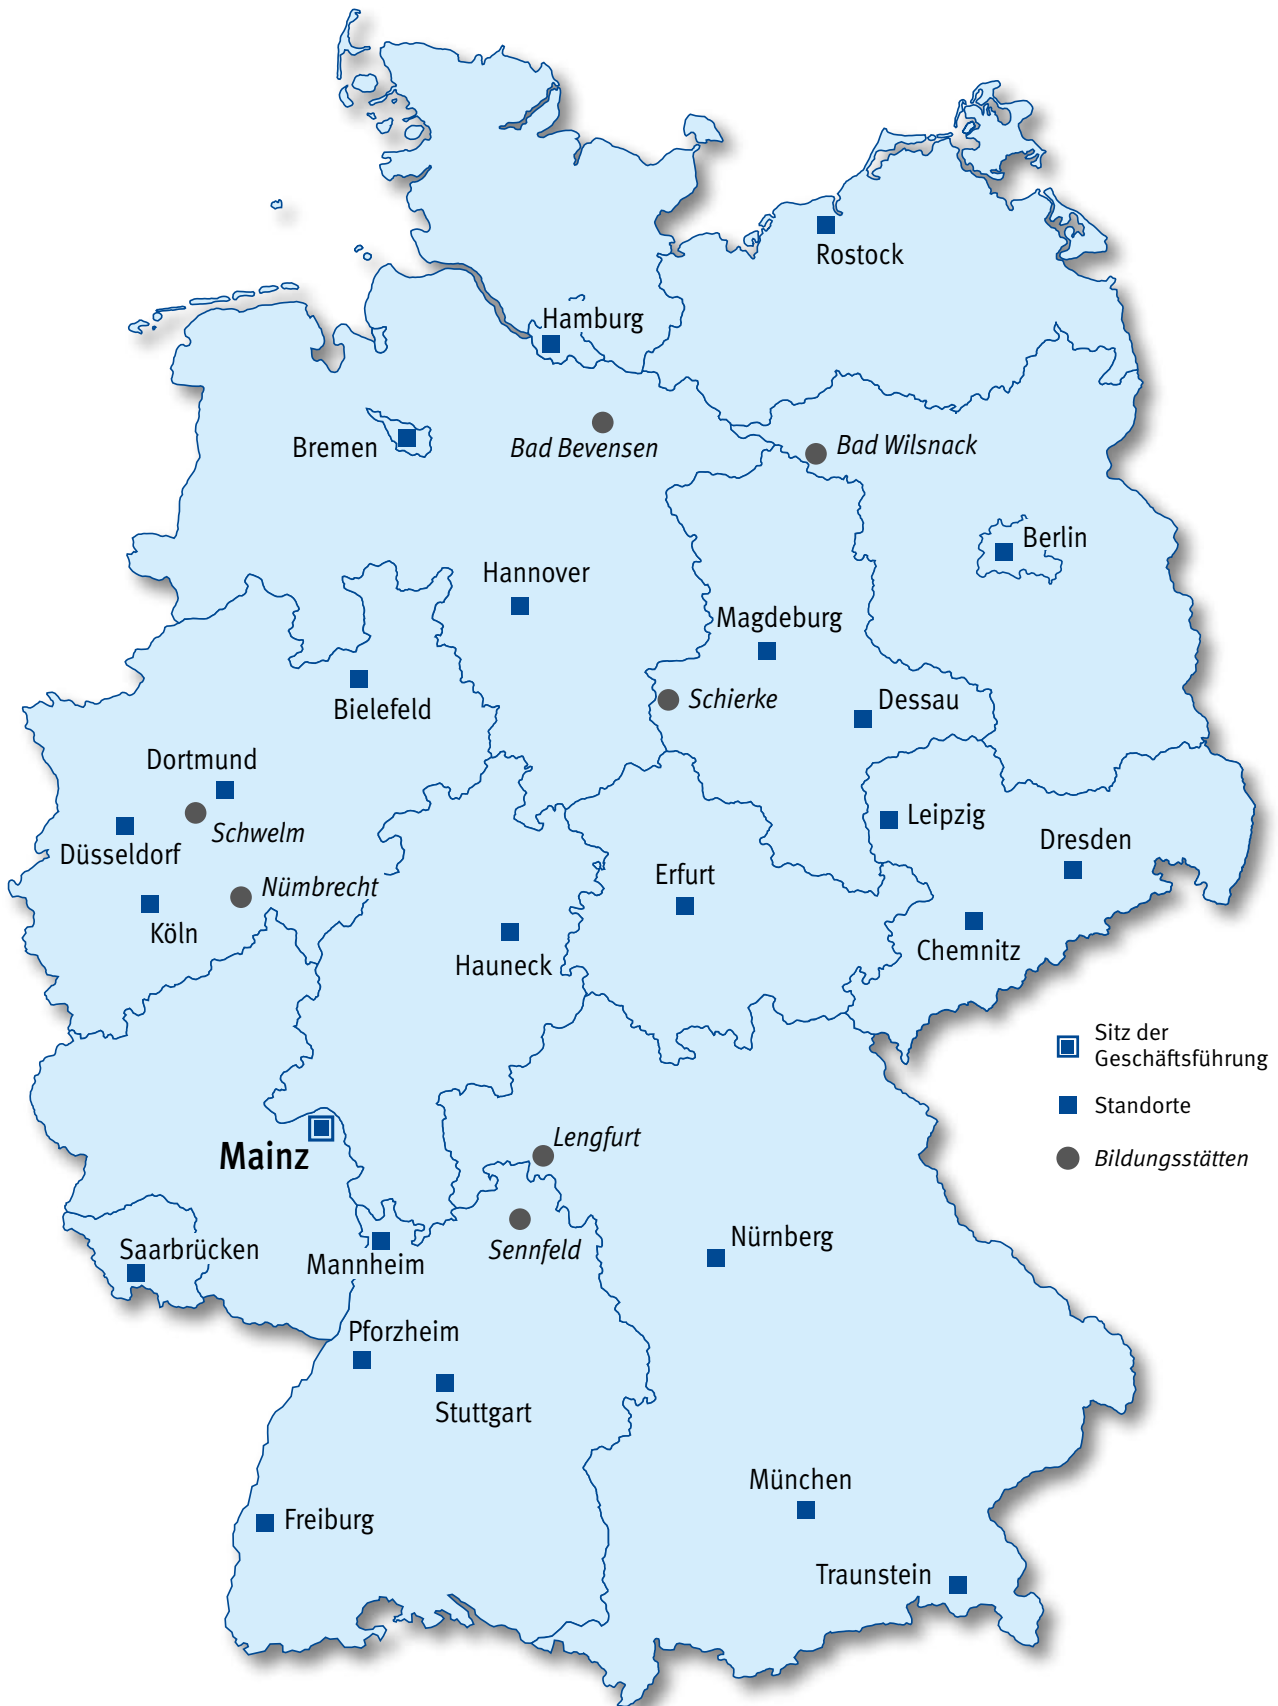 Rostock
Hamburg
Bremen
Bad Bevensen
Bad Wilsnack
Berlin
Hannover
Magdeburg
Bielefeld
Schierke
Dessau
Dortmund
Schwelm
Düsseldorf
Leipzig
Dresden
Nümbrecht
Erfurt
Köln
Hauneck
Chemnitz
Sitz der
Geschäftsführung
Standorte
Bildungsstätten
Mainz
Lengfurt
Nürnberg
Saarbrücken
Mannheim
Sennfeld
Pforzheim
Stuttgart
München
Freiburg
Traunstein